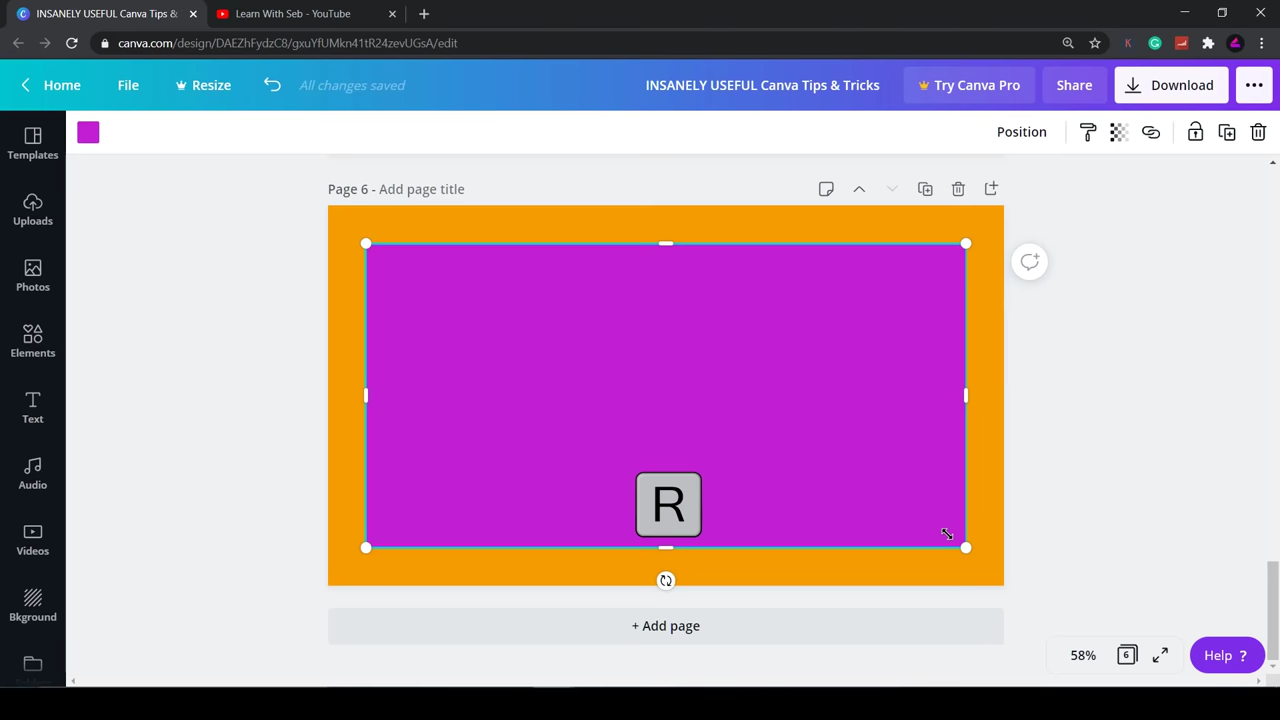 INSANELY USEFUL Canva Tips &
Learn With Seb - YouTube
canva.com/design/DAEZhFydzC8/gxuYfUMkn41tR24zevUGsA/edit
Home
File
Resize
All changes saved
INSANELY USEFUL Canva Tips & Tricks
Try Canva Pro
Share
Download
Position
Templates
Uploads
Photos
Elements
Text
Audio
Videos
Bkground
Page 6 - Add page title
R
+ Add page
58%
6
Help ?